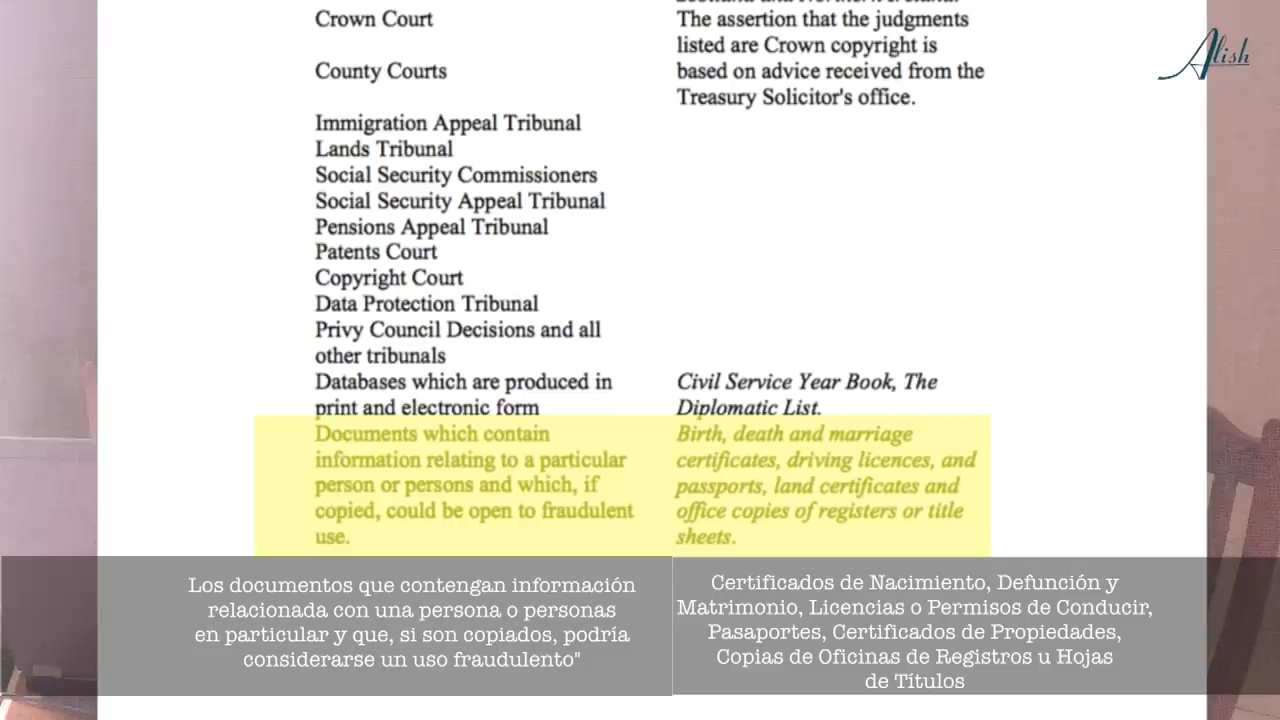 Scotland and Northern Ireland.
Crown Court
The assertion that the judgments
listed are Crown copyright is
County Courts
based on advice received from the
Treasury Solicitor's office.
Alish
Immigration Appeal Tribunal
Lands Tribunal
Social Security Commissioners
Social Security Appeal Tribunal
Pensions Appeal Tribunal
Patents Court
Copyright Court
Data Protection Tribunal
Privy Council Decisions and all
other tribunals
Databases which are produced in
print and electronic form
Civil Service Year Book, The
Diplomatic List.
Documents which contain
information relating to a particular
person or persons and which, if
copied, could be open to fraudulent
use.
Birth, death and marriage
certificates, driving licences, and
passports, land certificates and
office copies of registers or title
sheets.
Los documentos que contengan información
relacionada con una persona o personas
en particular y que, si son copiados, podría
considerarse un uso fraudulento"
Certificados de Nacimiento, Defunción y
Matrimonio, Licencias o Permisos de Conducir,
Pasaportes, Certificados de Propiedades,
Copias de Oficinas de Registros u Hojas
de Títulos